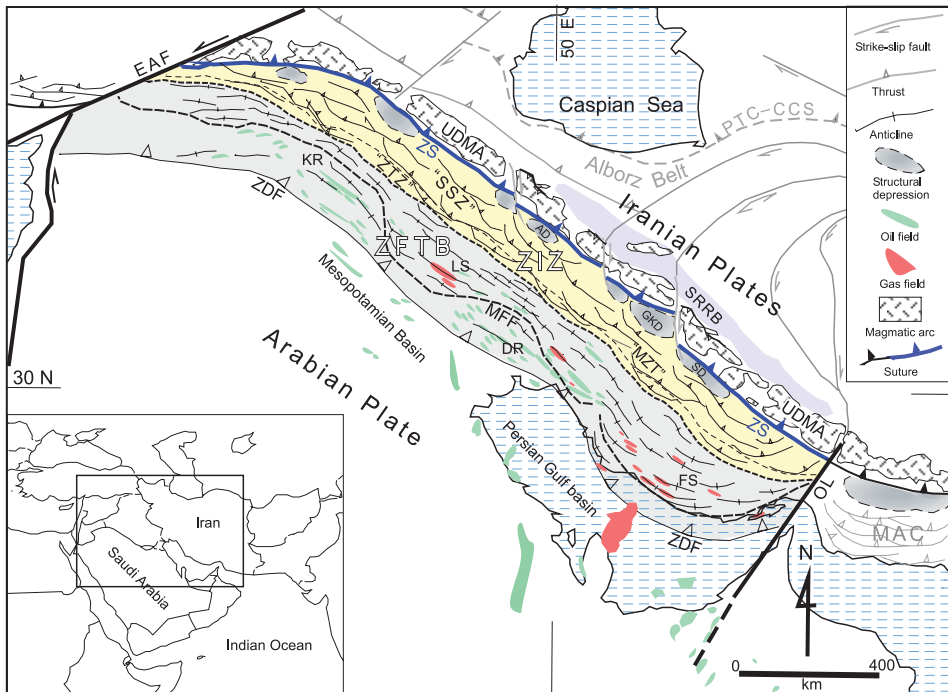 50 E
EAF
Caspian Sea
PTC-CCS
Alborz Belt
UDMA
ZS
KR
ZDF
"ZFZ"
"SSZ"
Iranian Plates
ZFTB
AD
ZIZ
LS
SRRB
Mesopotamian Basin
MFF
GKD
DR
MZT
SD
Arabian Plate
30 N
UDMA
ZS
Persian Gulf basin
FS
OL
ZDF
MAC
N
0 400
km
Strike-slip fault
Thrust
Anticline
Structural
depression
Oil field
Gas field
Magmatic arc
Suture
Iran
Saudi Arabia
Indian Ocean